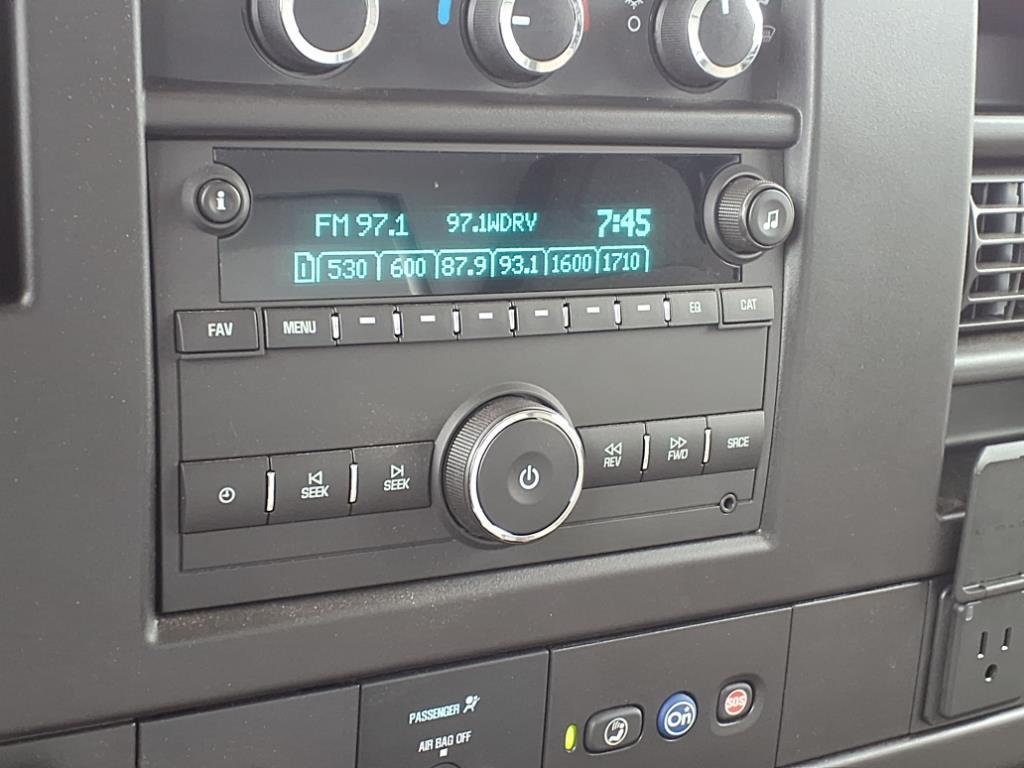 i
FM 97.1 97.1WDRV 7:45
1 530 600 87.9 93.1 1600 1710
FAV MENU EQ CAT
SEEK SEEK REV FWD SRCE
PASSENGER
AIR BAG OFF
On SOS